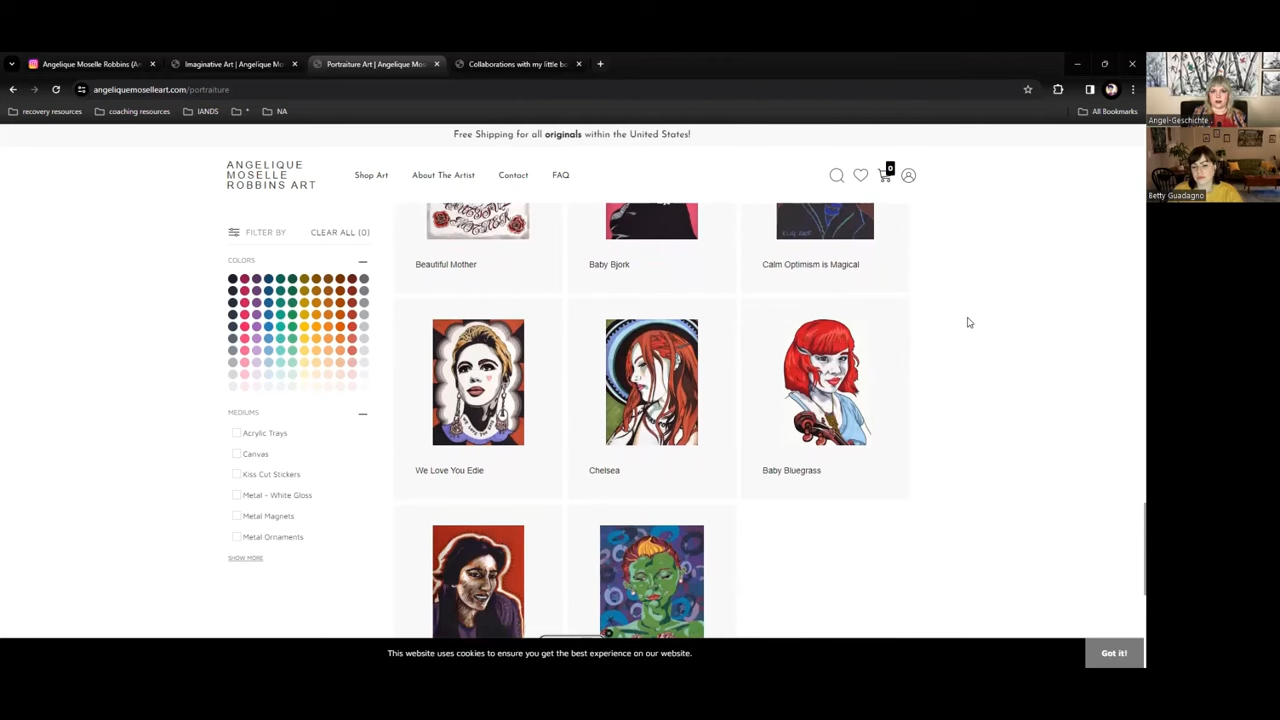 Angelique Moselle Robbins (A
Imaginative Art | Angelique Mo
Portraiture Art | Angelique Mos
Collaborations with my little bo
angeliquemoselleart.com/portraiture
recovery resources
coaching resources
IANDS
*
NA
All Bookmarks
Angel-Geschichte
Betty Guadagno
Free Shipping for all originals within the United States!
ANGELIQUE
MOSELLE
ROBBINS ART
Shop Art
About The Artist
Contact
FAQ
0
FILTER BY
CLEAR ALL (0)
COLORS
MEDIUMS
Acrylic Trays
Canvas
Kiss Cut Stickers
Metal - White Gloss
Metal Magnets
Metal Ornaments
SHOW MORE
Beautiful Mother
Baby Bjork
Calm Optimism is Magical
We Love You Edie
Chelsea
Baby Bluegrass
This website uses cookies to ensure you get the best experience on our website.
Got it!